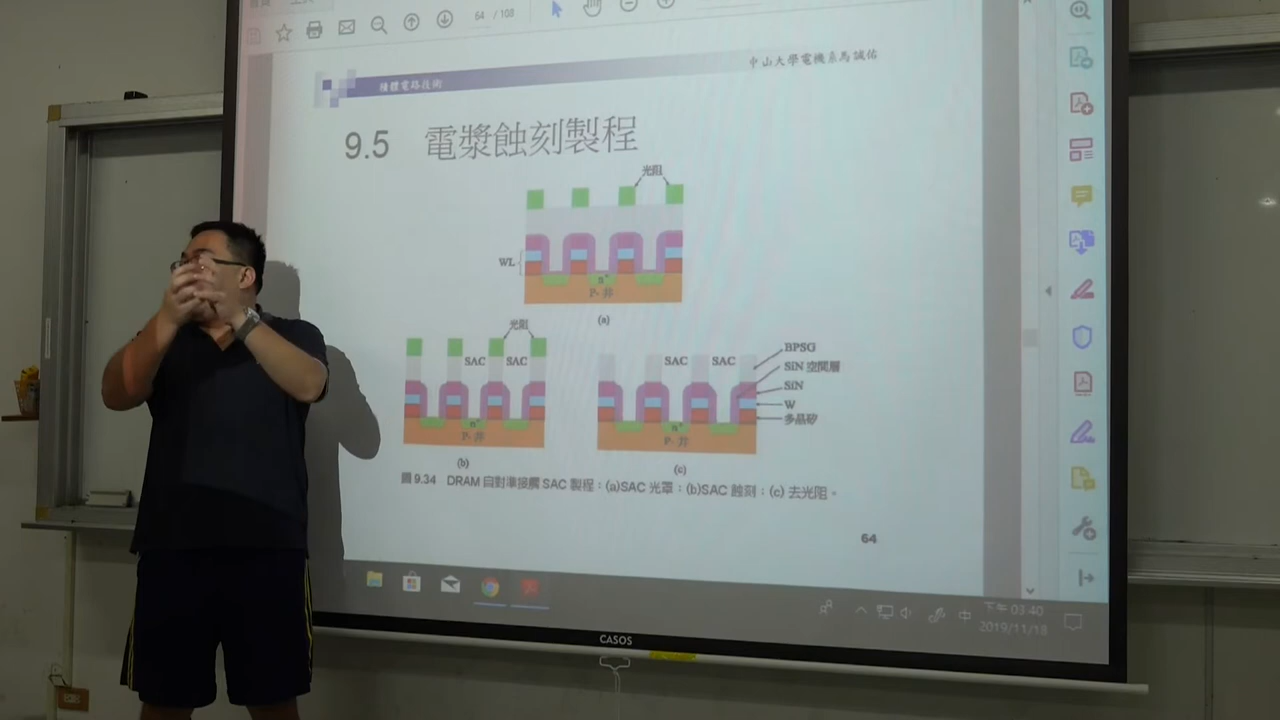 64 / 108
積體電路技術
中山大學電機系馬誠佑
9.5 電漿蝕刻製程
光阻
WL
n+
P- 井
(a)
光阻
SAC SAC
n+
P- 井
(b)
SAC SAC
BPSG
SiN 空間層
SiN
W
多晶矽
n+
P- 井
(c)
圖 9.34 DRAM 自對準接觸 SAC 製程：(a)SAC 光罩；(b)SAC 蝕刻；(c) 去光阻。
64
中
下午 03:40
2019/11/18
CASOS